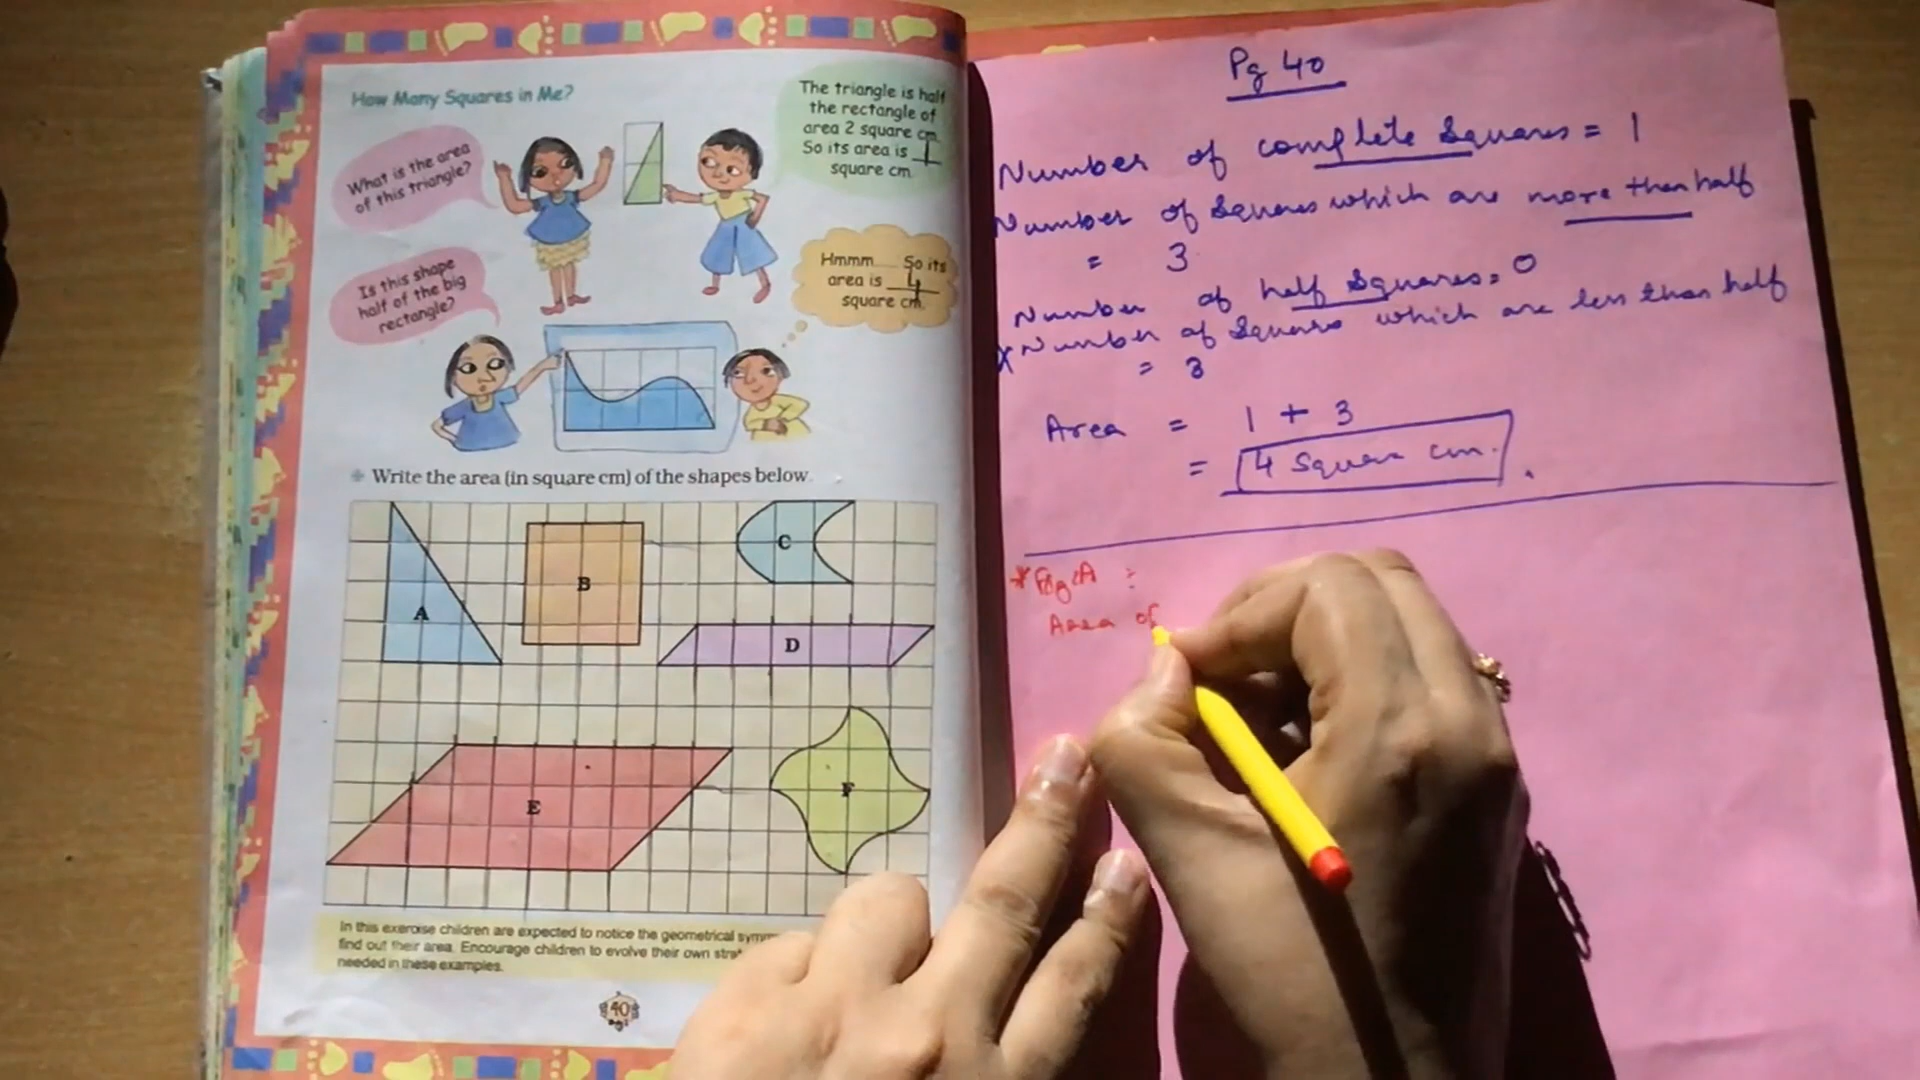 How Many Squares in Me?
What is the area
of this triangle?
The triangle is half
the rectangle of
area 2 square cm.
So its area is 1
square cm.
Is this shape
half of the big
rectangle?
Hmmm.... So its
area is 4
square cm.
Write the area (in square cm) of the shapes below.
A
B
C
D
E
F
In this exercise children are expected to notice the geometrical
find out their area. Encourage children to evolve their own
needed in these examples.
40
Pg 40
Number of complete Squares = 1
Number of Squares which are more than half
= 3
Number of half Squares = 0
Number of Squares which are less than half
= 3
Area = 1 + 3
= 4 Square cm.
* Fig A :
Area of